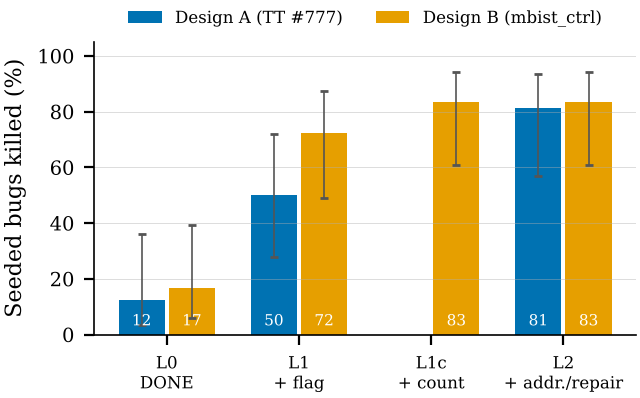 Design A (TT #777) Design B (mbist_ctrl)
Seeded bugs killed (%)
100
80
60
40
20
0
12 17 50 72 83 81 83
L0 L1 L1c L2
DONE + flag + count + addr./repair